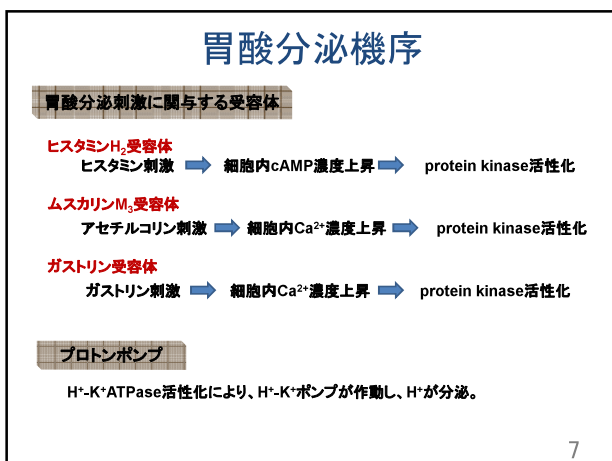 胃酸分泌機序
胃酸分泌刺激に関与する受容体
ヒスタミンH₂受容体
ヒスタミン刺激 細胞内cAMP濃度上昇 protein kinase活性化
ムスカリンM₃受容体
アセチルコリン刺激 細胞内Ca²⁺濃度上昇 protein kinase活性化
ガストリン受容体
ガストリン刺激 細胞内Ca²⁺濃度上昇 protein kinase活性化
プロトンポンプ
H⁺-K⁺ATPase活性化により、H⁺-K⁺ポンプが作動し、H⁺が分泌。
7